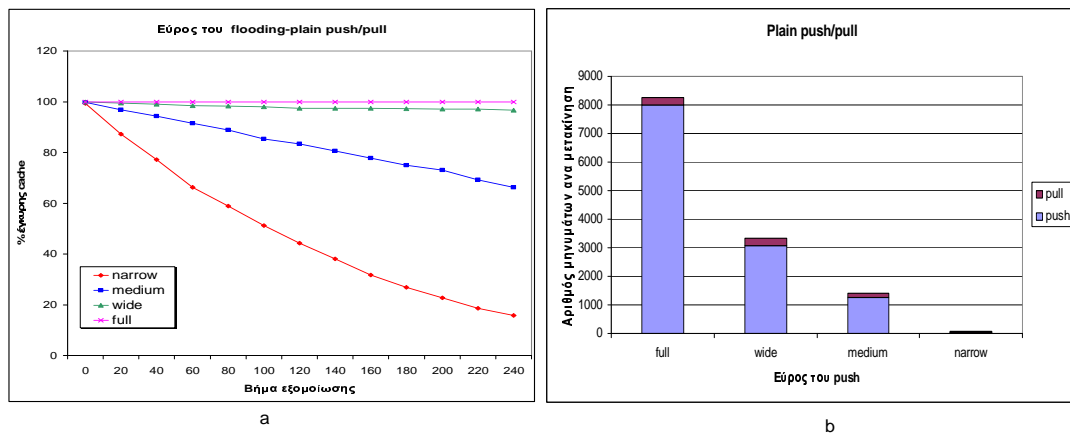 Εύρος του flooding-plain push/pull
120
100
80
60
40
20
0
%έγκυρης cache
narrow
medium
wide
full
0 20 40 60 80 100 120 140 160 180 200 220 240
Βήμα εξομοίωσης
a
Plain push/pull
9000
8000
7000
6000
5000
4000
3000
2000
1000
0
Αριθμός μηνυμάτων ανα μετακίνηση
full wide medium narrow
Εύρος του push
pull
push
b